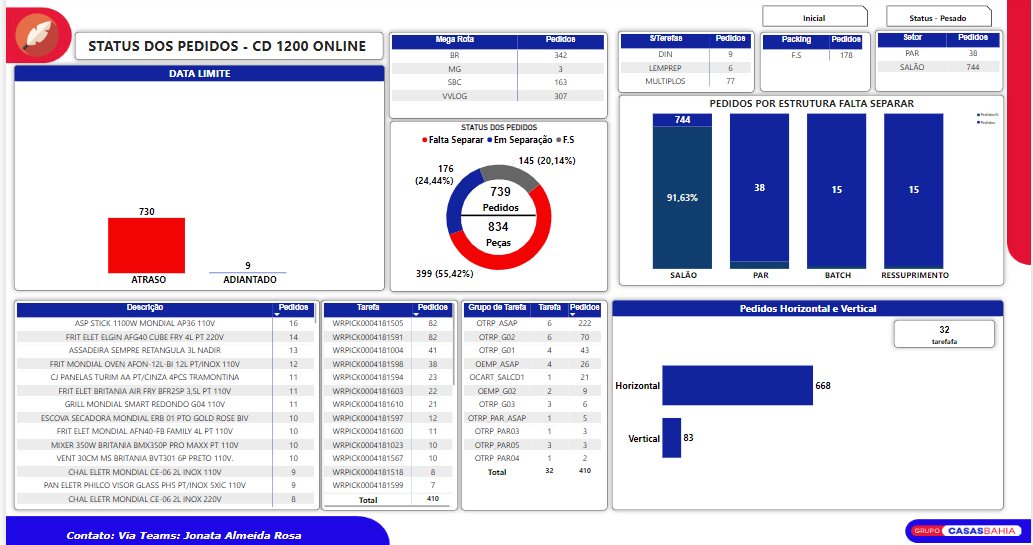 Inicial
Status - Pesado
STATUS DOS PEDIDOS - CD 1200 ONLINE
DATA LIMITE
730
9
ATRASO
ADIANTADO
Mega Rota Pedidos
BR 342
MG 3
SBC 163
VVLOG 307
S/Tarefas Pedidos
DIN 9
LEMPREP 6
MULTIPLOS 77
Packing Pedidos
F.S 178
Setor Pedidos
PAR 38
SALÃO 744
STATUS DOS PEDIDOS
Falta Separar Em Separação F.S
145 (20,14%)
176
(24,44%)
739
Pedidos
834
Peças
399 (55,42%)
PEDIDOS POR ESTRUTURA FALTA SEPARAR
Pedidos%
Pedidos
744
91,63%
38
15
15
SALÃO
PAR
BATCH
RESSUPRIMENTO
Descrição Pedidos
ASP STICK 1100W MONDIAL AP36 110V 16
FRIT ELET ELGIN AFG40 CUBE FRY 4L PT 220V 14
ASSADEIRA SEMPRE RETANGULA 3L NADIR 13
FRIT MONDIAL OVEN AFON-12L-BI 12L PT/INOX 110V 12
CJ PANELAS TURIM AA PT/CINZA 4PCS TRAMONTINA 11
FRIT ELET BRITANIA AIR FRY BFR25P 3,5L PT 110V 11
GRILL MONDIAL SMART REDONDO G04 110V 11
ESCOVA SECADORA MONDIAL ERB 01 PTO GOLD ROSE BIV 10
FRIT ELET MONDIAL AFN40-FB FAMILY 4L PT 110V 10
MIXER 350W BRITANIA BMX350P PRO MAXX PT 110V 10
VENT 30CM MS BRITANIA BVT301 6P PRETO 110V. 10
CHAL ELETR MONDIAL CE-06 2L INOX 110V 9
PAN ELETR PHILCO VISOR GLASS PH5 PT/INOX 5XIC 110V 9
CHAL ELETR MONDIAL CE-06 2L INOX 220V 8
Tarefa Pedidos
WRPICK0004181505 82
WRPICK0004181591 82
WRPICK0004181004 41
WRPICK0004181598 38
WRPICK0004181594 23
WRPICK0004181603 22
WRPICK0004181610 21
WRPICK0004181597 12
WRPICK0004181600 11
WRPICK0004181023 10
WRPICK0004181567 10
WRPICK0004181518 8
WRPICK0004181599 7
Total 410
Grupo de Tarefa Tarefa Pedidos
OTRP_ASAP 6 222
OTRP_G02 6 70
OTRP_G01 4 43
OEMP_ASAP 4 26
OCART_SALCD1 1 21
OEMP_G02 2 9
OTRP_G03 3 6
OTRP_PAR_ASAP 1 5
OTRP_PAR03 1 3
OTRP_PAR05 3 3
OTRP_PAR04 1 2
Total 32 410
Pedidos Horizontal e Vertical
32
tarefafa
Horizontal 668
Vertical 83
Contato: Via Teams: Jonata Almeida Rosa
GRUPO CASASBAHIA